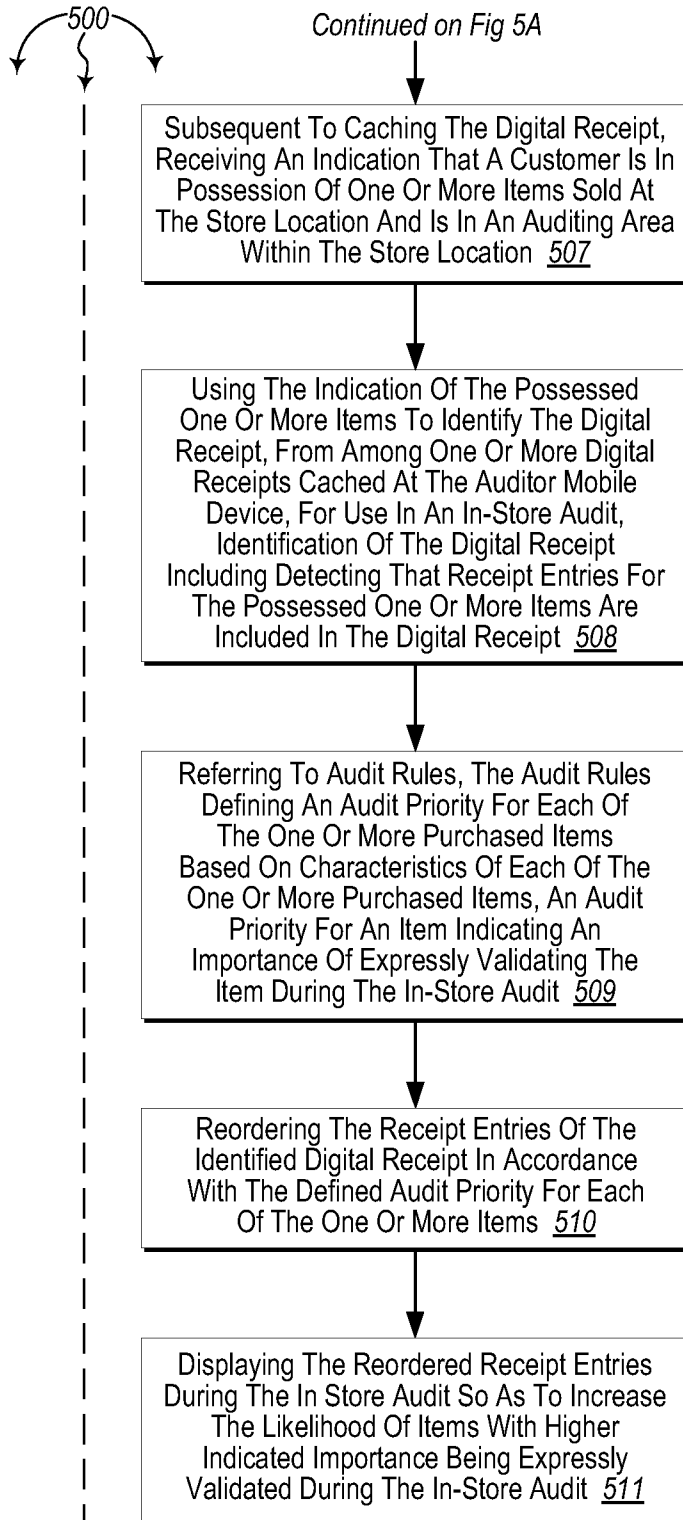 500
Continued on Fig 5A
Subsequent To Caching The Digital Receipt,
Receiving An Indication That A Customer Is In
Possession Of One Or More Items Sold At
The Store Location And Is In An Auditing Area
Within The Store Location 507
Using The Indication Of The Possessed
One Or More Items To Identify The Digital
Receipt, From Among One Or More Digital
Receipts Cached At The Auditor Mobile
Device, For Use In An In-Store Audit,
Identification Of The Digital Receipt
Including Detecting That Receipt Entries For
The Possessed One Or More Items Are
Included In The Digital Receipt 508
Referring To Audit Rules, The Audit Rules
Defining An Audit Priority For Each Of
The One Or More Purchased Items
Based On Characteristics Of Each Of The
One Or More Purchased Items, An Audit
Priority For An Item Indicating An
Importance Of Expressly Validating The
Item During The In-Store Audit 509
Reordering The Receipt Entries Of The
Identified Digital Receipt In Accordance
With The Defined Audit Priority For Each
Of The One Or More Items 510
Displaying The Reordered Receipt Entries
During The In Store Audit So As To Increase
The Likelihood Of Items With Higher
Indicated Importance Being Expressly
Validated During The In-Store Audit 511